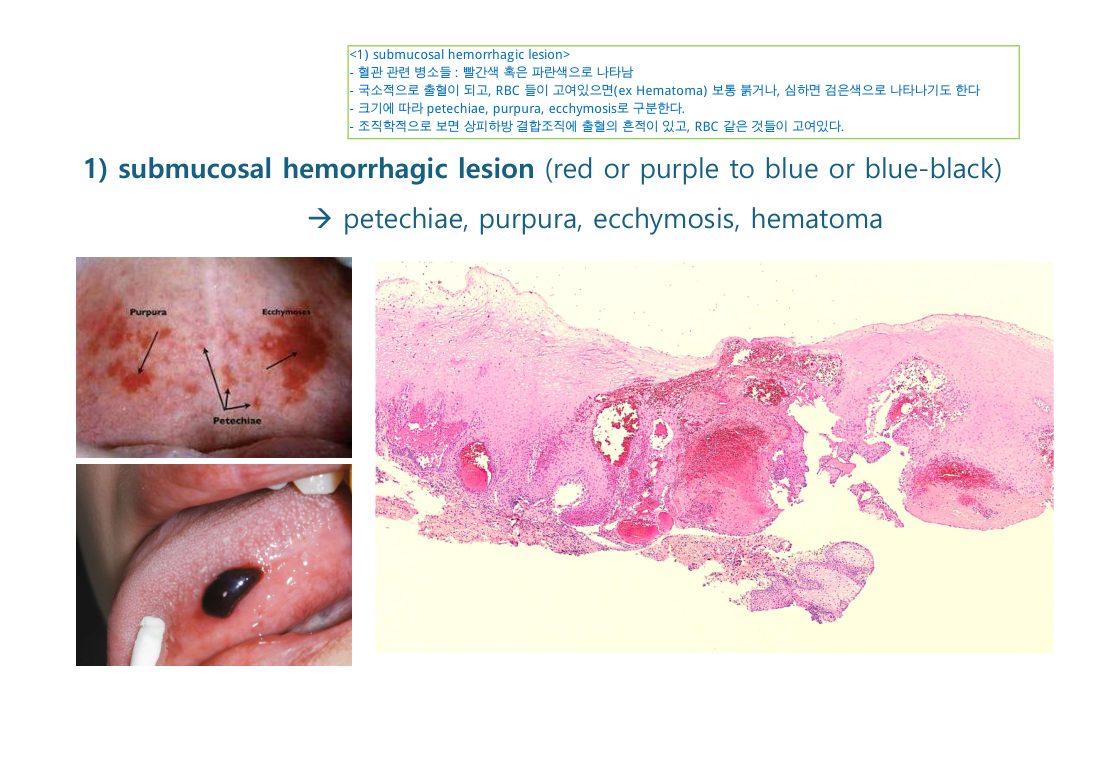 <1) submucosal hemorrhagic lesion>
- 혈관 관련 병소들 : 빨간색 혹은 파란색으로 나타남
- 국소적으로 출혈이 되고, RBC 들이 고여있으면(ex Hematoma) 보통 붉거나, 심하면 검은색으로 나타나기도 한다
- 크기에 따라 petechiae, purpura, ecchymosis로 구분한다.
- 조직학적으로 보면 상피하방 결합조직에 출혈의 흔적이 있고, RBC 같은 것들이 고여있다.
1) submucosal hemorrhagic lesion (red or purple to blue or blue-black)
→ petechiae, purpura, ecchymosis, hematoma
Purpura
Ecchymoses
Petechiae